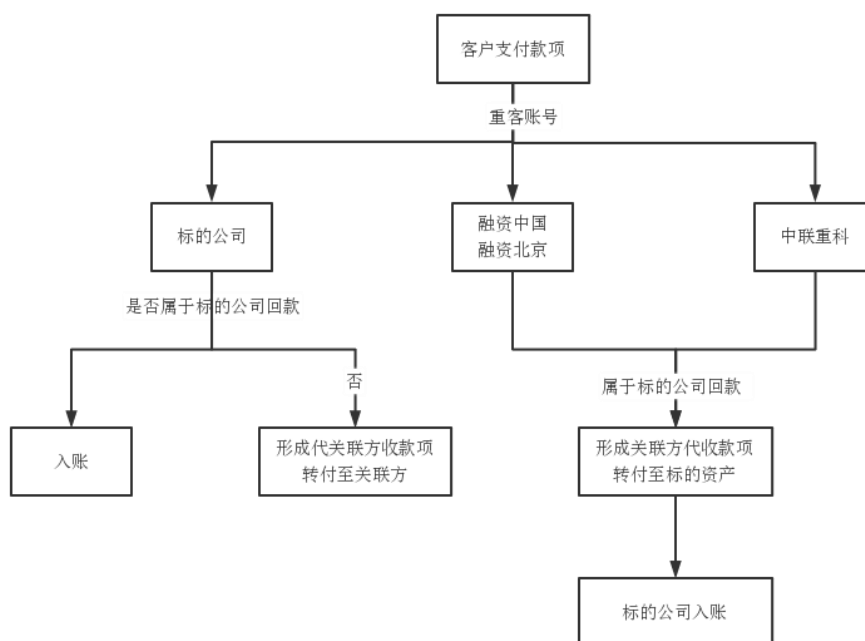 客户支付款项
重客账号
标的公司
融资中国
融资北京
中联重科
是否属于标的公司回款
否
属于标的公司回款
入账
形成代关联方收款项
转付至关联方
形成关联方代收款项
转付至标的资产
标的公司入账